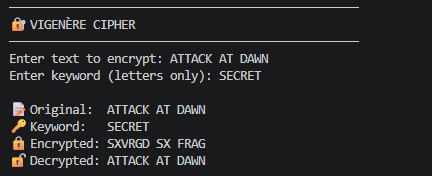 🔐 VIGENÈRE CIPHER
Enter text to encrypt: ATTACK AT DAWN
Enter keyword (letters only): SECRET
📝 Original: ATTACK AT DAWN
🔑 Keyword: SECRET
🔒 Encrypted: SXVRGD SX FRAG
🔓 Decrypted: ATTACK AT DAWN